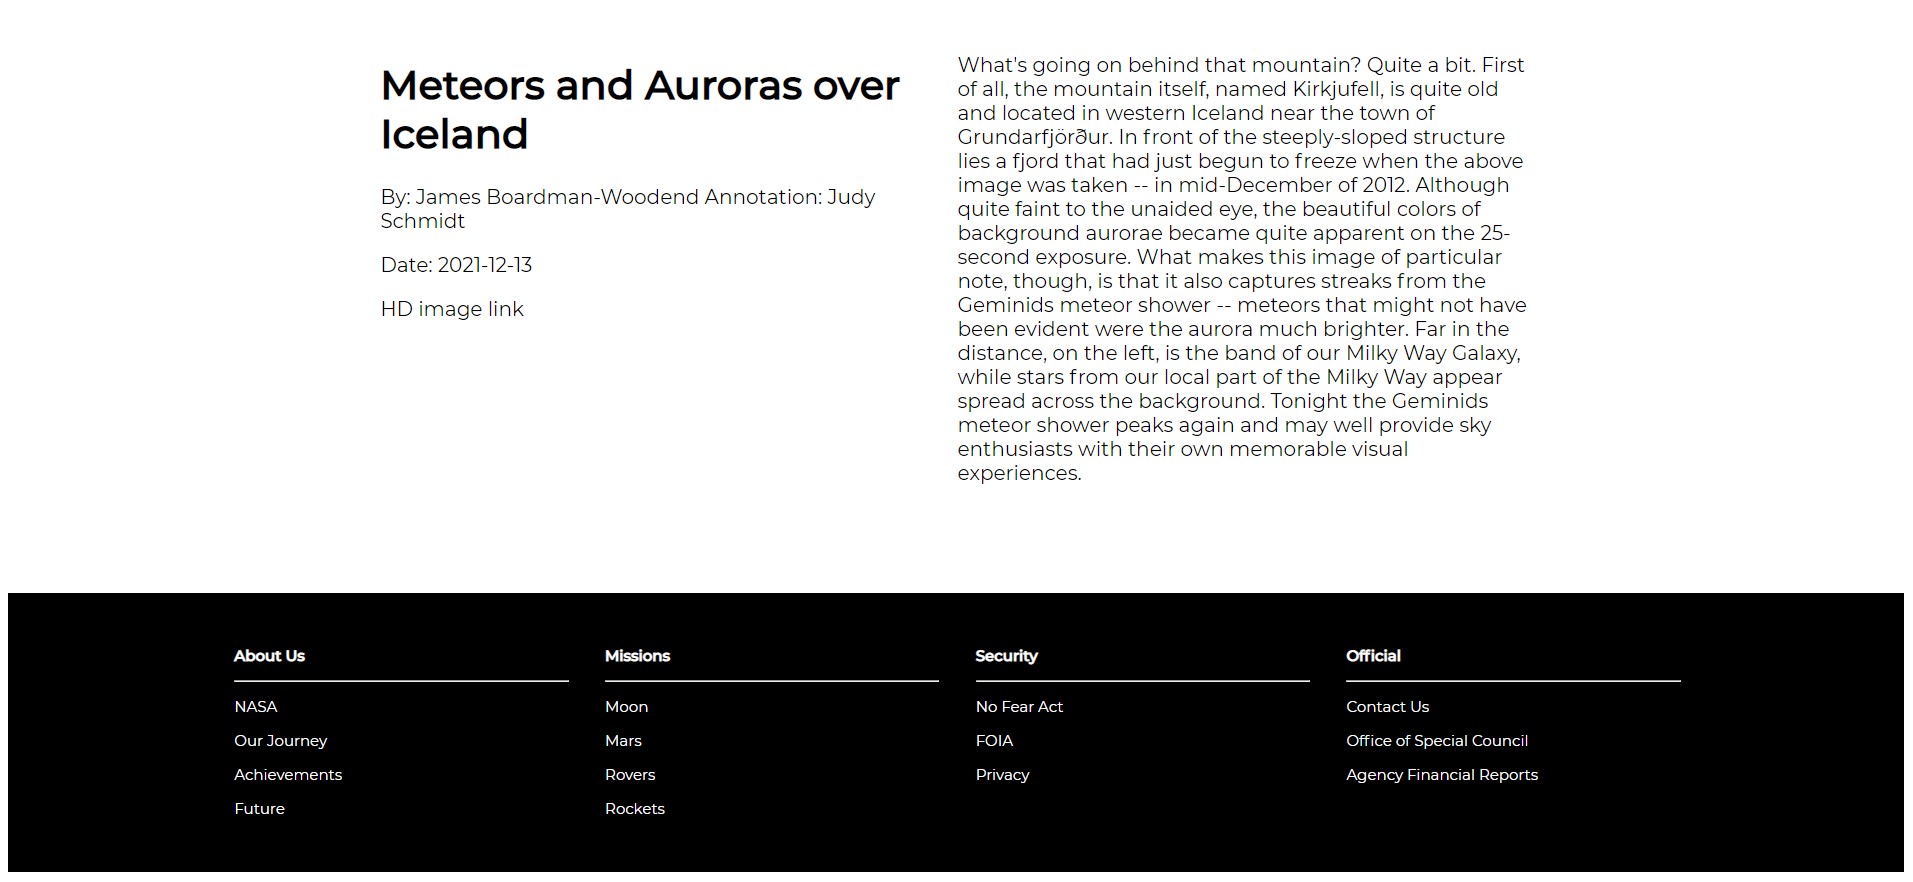 Meteors and Auroras over
Iceland
By: James Boardman-Woodend Annotation: Judy
Schmidt
Date: 2021-12-13
HD image link
What's going on behind that mountain? Quite a bit. First
of all, the mountain itself, named Kirkjufell, is quite old
and located in western Iceland near the town of
Grundarfjörður. In front of the steeply-sloped structure
lies a fjord that had just begun to freeze when the above
image was taken -- in mid-December of 2012. Although
quite faint to the unaided eye, the beautiful colors of
background aurorae became quite apparent on the 25-
second exposure. What makes this image of particular
note, though, is that it also captures streaks from the
Geminids meteor shower -- meteors that might not have
been evident were the aurora much brighter. Far in the
distance, on the left, is the band of our Milky Way Galaxy,
while stars from our local part of the Milky Way appear
spread across the background. Tonight the Geminids
meteor shower peaks again and may well provide sky
enthusiasts with their own memorable visual
experiences.
About Us
NASA
Our Journey
Achievements
Future
Missions
Moon
Mars
Rovers
Rockets
Security
No Fear Act
FOIA
Privacy
Official
Contact Us
Office of Special Council
Agency Financial Reports